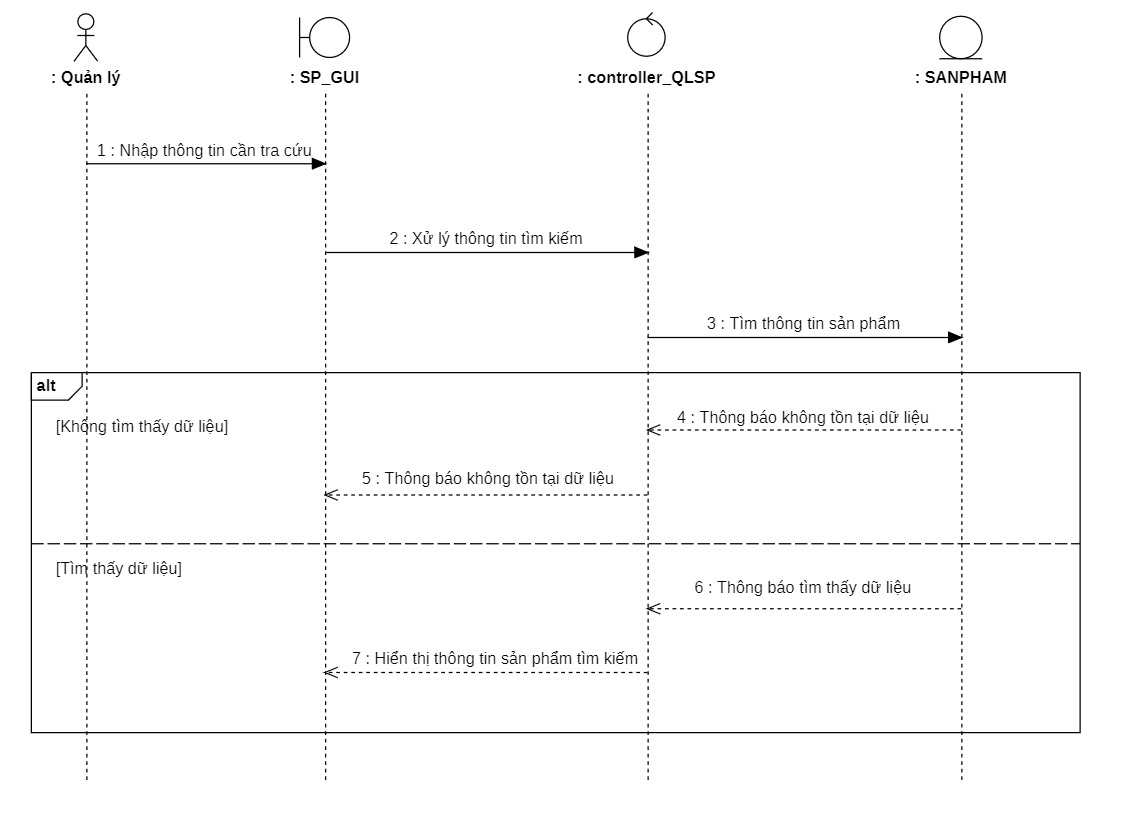 : Quản lý
: SP_GUI
: controller_QLSP
: SANPHAM
1 : Nhập thông tin cần tra cứu
2 : Xử lý thông tin tìm kiếm
3 : Tìm thông tin sản phẩm
alt
[Không tìm thấy dữ liệu]
4 : Thông báo không tồn tại dữ liệu
5 : Thông báo không tồn tại dữ liệu
[Tìm thấy dữ liệu]
6 : Thông báo tìm thấy dữ liệu
7 : Hiển thị thông tin sản phẩm tìm kiếm